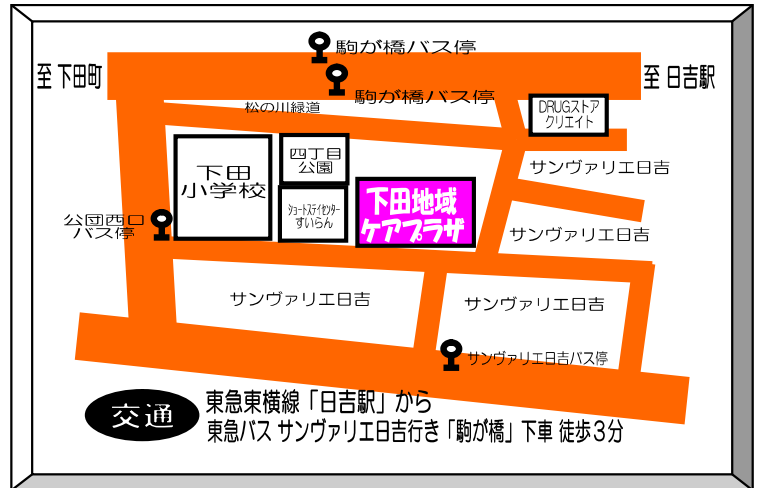 駒が橋バス停
至 下田町
至 日吉駅
駒が橋バス停
松の川緑道
DRUGストア
クリエイト
四丁目
公園
下田
小学校
サンヴァリエ日吉
下田地域
ケアプラザ
ショートステイセンター
すいらん
公団西口
バス停
サンヴァリエ日吉
サンヴァリエ日吉
サンヴァリエ日吉
サンヴァリエ日吉バス停
交通
東急東横線「日吉駅」から
東急バス サンヴァリエ日吉行き「駒が橋」下車 徒歩3分